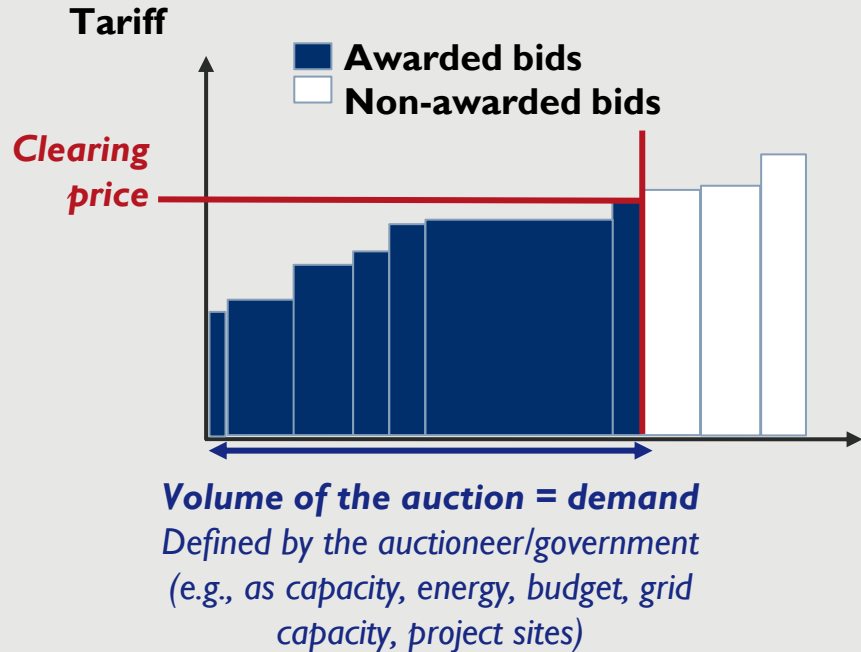 Tariff
Awarded bids
Non-awarded bids
Clearing
price
Volume of the auction = demand
Defined by the auctioneer/government
(e.g., as capacity, energy, budget, grid
capacity, project sites)